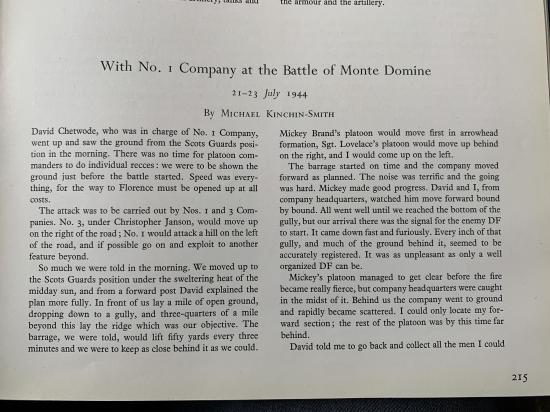 the armour and the artillery.
With No. 1 Company at the Battle of Monte Domine
21–23 July 1944
By Michael Kinchin-Smith
David Chetwode, who was in charge of No. 1 Company,
went up and saw the ground from the Scots Guards posi-
tion in the morning. There was no time for platoon com-
manders to do individual recces: we were to be shown the
ground just before the battle started. Speed was every-
thing, for the way to Florence must be opened up at all
costs.
The attack was to be carried out by Nos. 1 and 3 Com-
panies. No. 3, under Christopher Janson, would move up
on the right of the road; No. 1 would attack a hill on the left
of the road, and if possible go on and exploit to another
feature beyond.
So much we were told in the morning. We moved up to
the Scots Guards position under the sweltering heat of the
midday sun, and from a forward post David explained the
plan more fully. In front of us lay a mile of open ground,
dropping down to a gully, and three-quarters of a mile
beyond this lay the ridge which was our objective. The
barrage, we were told, would lift fifty yards every three
minutes and we were to keep as close behind it as we could.
Mickey Brand's platoon would move first in arrowhead
formation, Sgt. Lovelace's platoon would move up behind
on the right, and I would come up on the left.
The barrage started on time and the company moved
forward as planned. The noise was terrific and the going
was hard. Mickey made good progress. David and I, from
company headquarters, watched him move forward bound
by bound. All went well until we reached the bottom of the
gully, but our arrival there was the signal for the enemy DF
to start. It came down fast and furiously. Every inch of that
gully, and much of the ground behind it, seemed to be
accurately registered. It was as unpleasant as only a well
organized DF can be.
Mickey's platoon managed to get clear before the fire
became really fierce, but company headquarters were caught
in the midst of it. Behind us the company went to ground
and rapidly became scattered. I could only locate my for-
ward section; the rest of the platoon was by this time far
behind.
David told me to go back and collect all the men I could
215